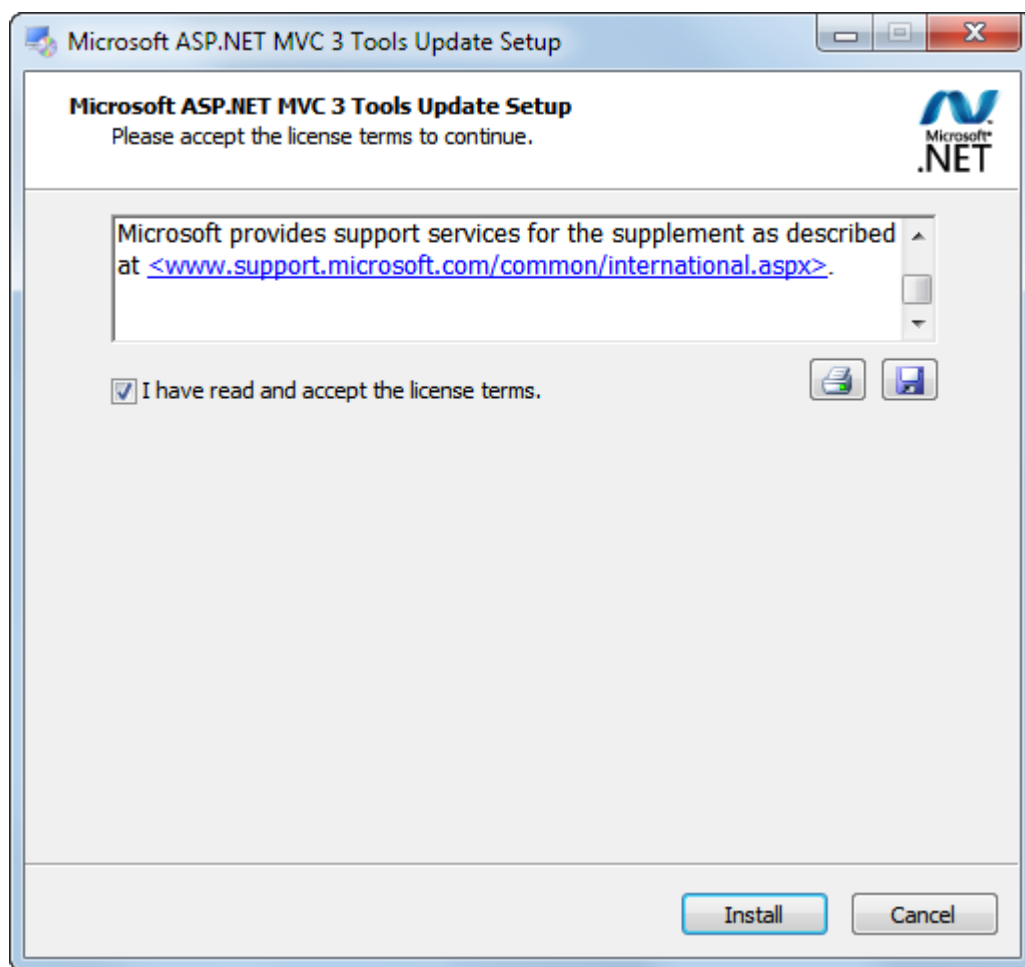 Microsoft ASP.NET MVC 3 Tools Update Setup
Microsoft ASP.NET MVC 3 Tools Update Setup
Please accept the license terms to continue.
Microsoft®
.NET
Microsoft provides support services for the supplement as described
at <www.support.microsoft.com/common/international.aspx>.
I have read and accept the license terms.
Install
Cancel